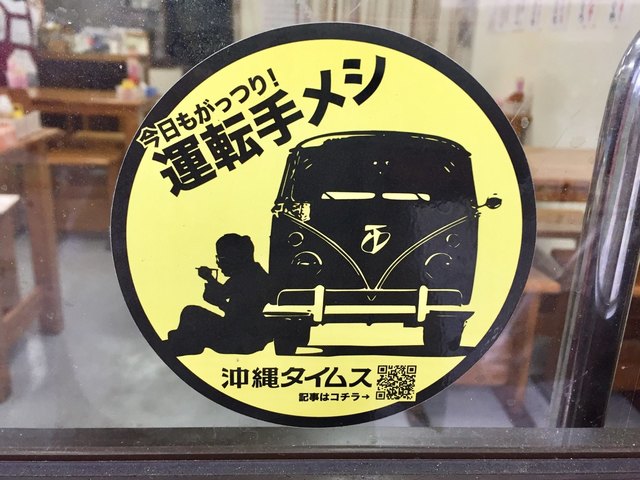 今日もがっつり!
運転手メシ
沖縄タイムス
記事はコチラ→